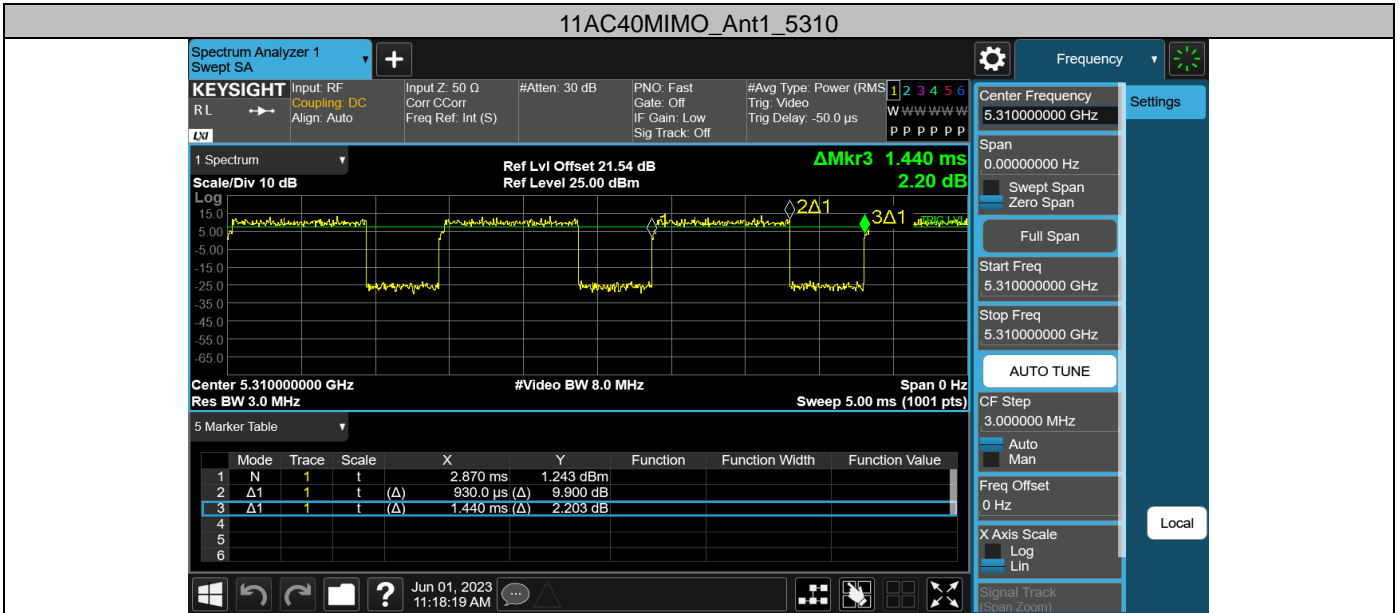 11AC40MIMO_Ant1_5310
Spectrum Analyzer 1
Swept SA
Frequency
KEYSIGHT
RL
LXI
Input: RF
Coupling: DC
Align: Auto
Input Z: 50 Ω
Corr CCorr
Freq Ref: Int (S)
#Atten: 30 dB
PNO: Fast
Gate: Off
IF Gain: Low
Sig Track: Off
#Avg Type: Power (RMS
Trig: Video
Trig Delay: -50.0 µs
1 2 3 4 5 6
W W W W W W
P P P P P P
1 Spectrum
Scale/Div 10 dB
Ref Lvl Offset 21.54 dB
Ref Level 25.00 dBm
ΔMkr3 1.440 ms
2.20 dB
Log
15.0
5.00
-5.00
-15.0
-25.0
-35.0
-45.0
-55.0
-65.0
1
2Δ1
3Δ1
TRIG LVL
Center 5.310000000 GHz
#Video BW 8.0 MHz
Span 0 Hz
Res BW 3.0 MHz
Sweep 5.00 ms (1001 pts)
5 Marker Table
Mode Trace Scale X Y Function Function Width Function Value
1 N 1 t 2.870 ms 1.243 dBm
2 Δ1 1 t (Δ) 930.0 µs (Δ) 9.900 dB
3 Δ1 1 t (Δ) 1.440 ms (Δ) 2.203 dB
4
5
6
Jun 01, 2023
11:18:19 AM
Center Frequency
5.310000000 GHz
Span
0.00000000 Hz
Swept Span
Zero Span
Full Span
Start Freq
5.310000000 GHz
Stop Freq
5.310000000 GHz
AUTO TUNE
CF Step
3.000000 MHz
Auto
Man
Freq Offset
0 Hz
X Axis Scale
Log
Lin
Signal Track
(Span Zoom)
Settings
Local